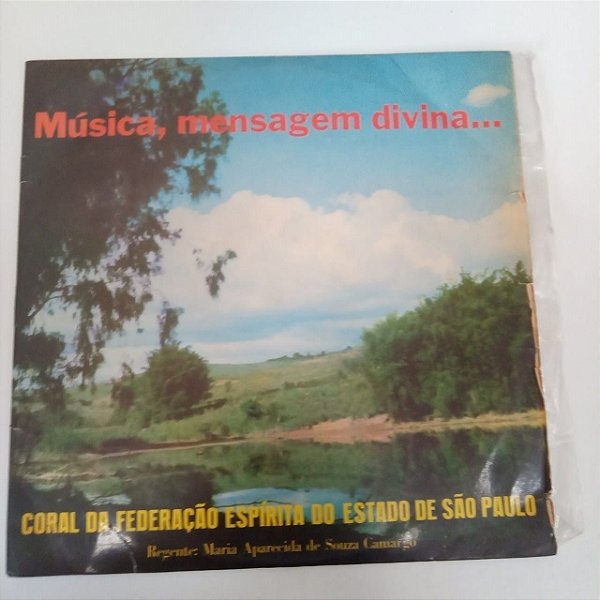 Música, mensagem divina...
CORAL DA FEDERAÇÃO ESPÍRITA DO ESTADO DE SÃO PAULO
Regente: Maria Aparecida de Souza Camargo